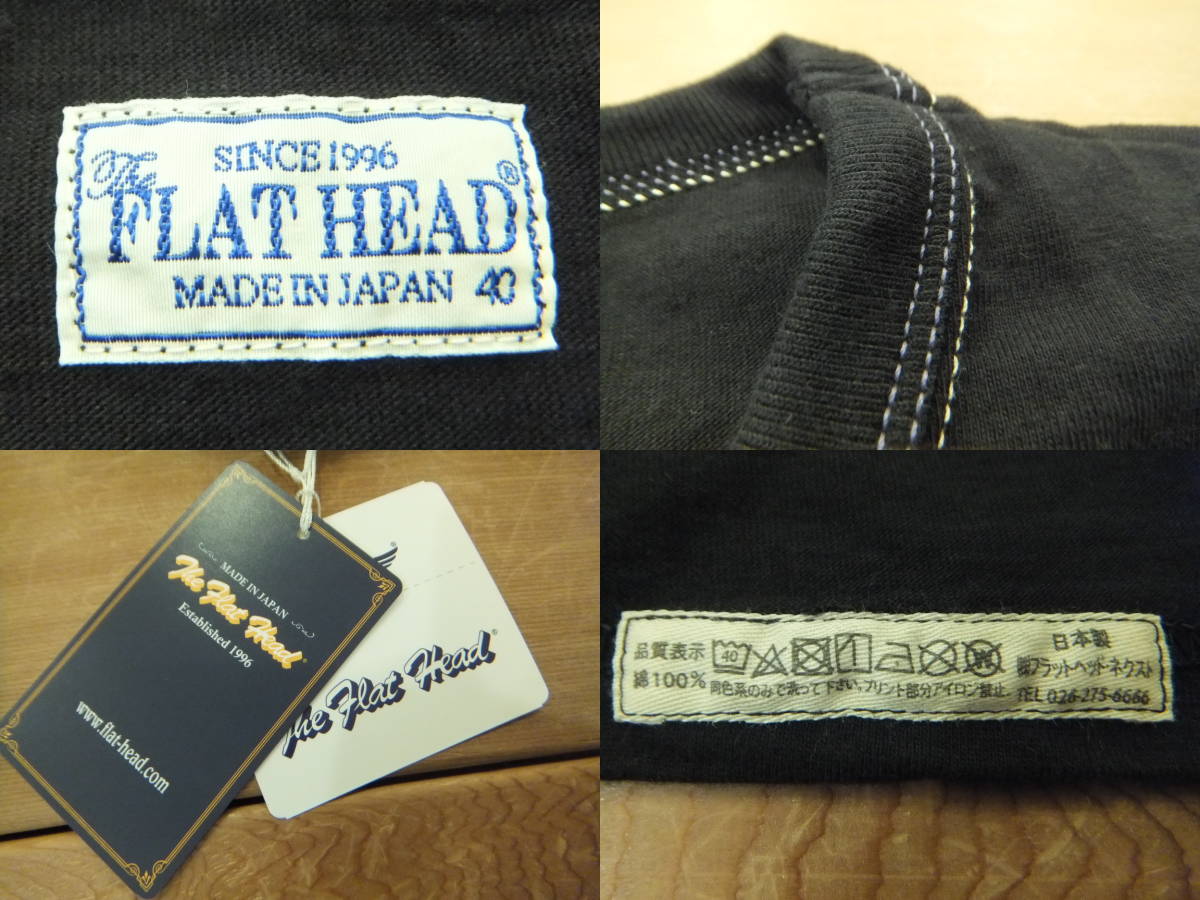 SINCE 1996
The
FLAT HEAD®
MADE IN JAPAN 40
MADE IN JAPAN
The Flat Head®
Established 1996
www.flat-head.com
The Flat Head®
品質表示 40
綿100% 同色系のみで洗って下さい。プリント部分アイロン禁止。
日本製
㈱フラットヘッド・ネクスト
TEL 026-275-6666